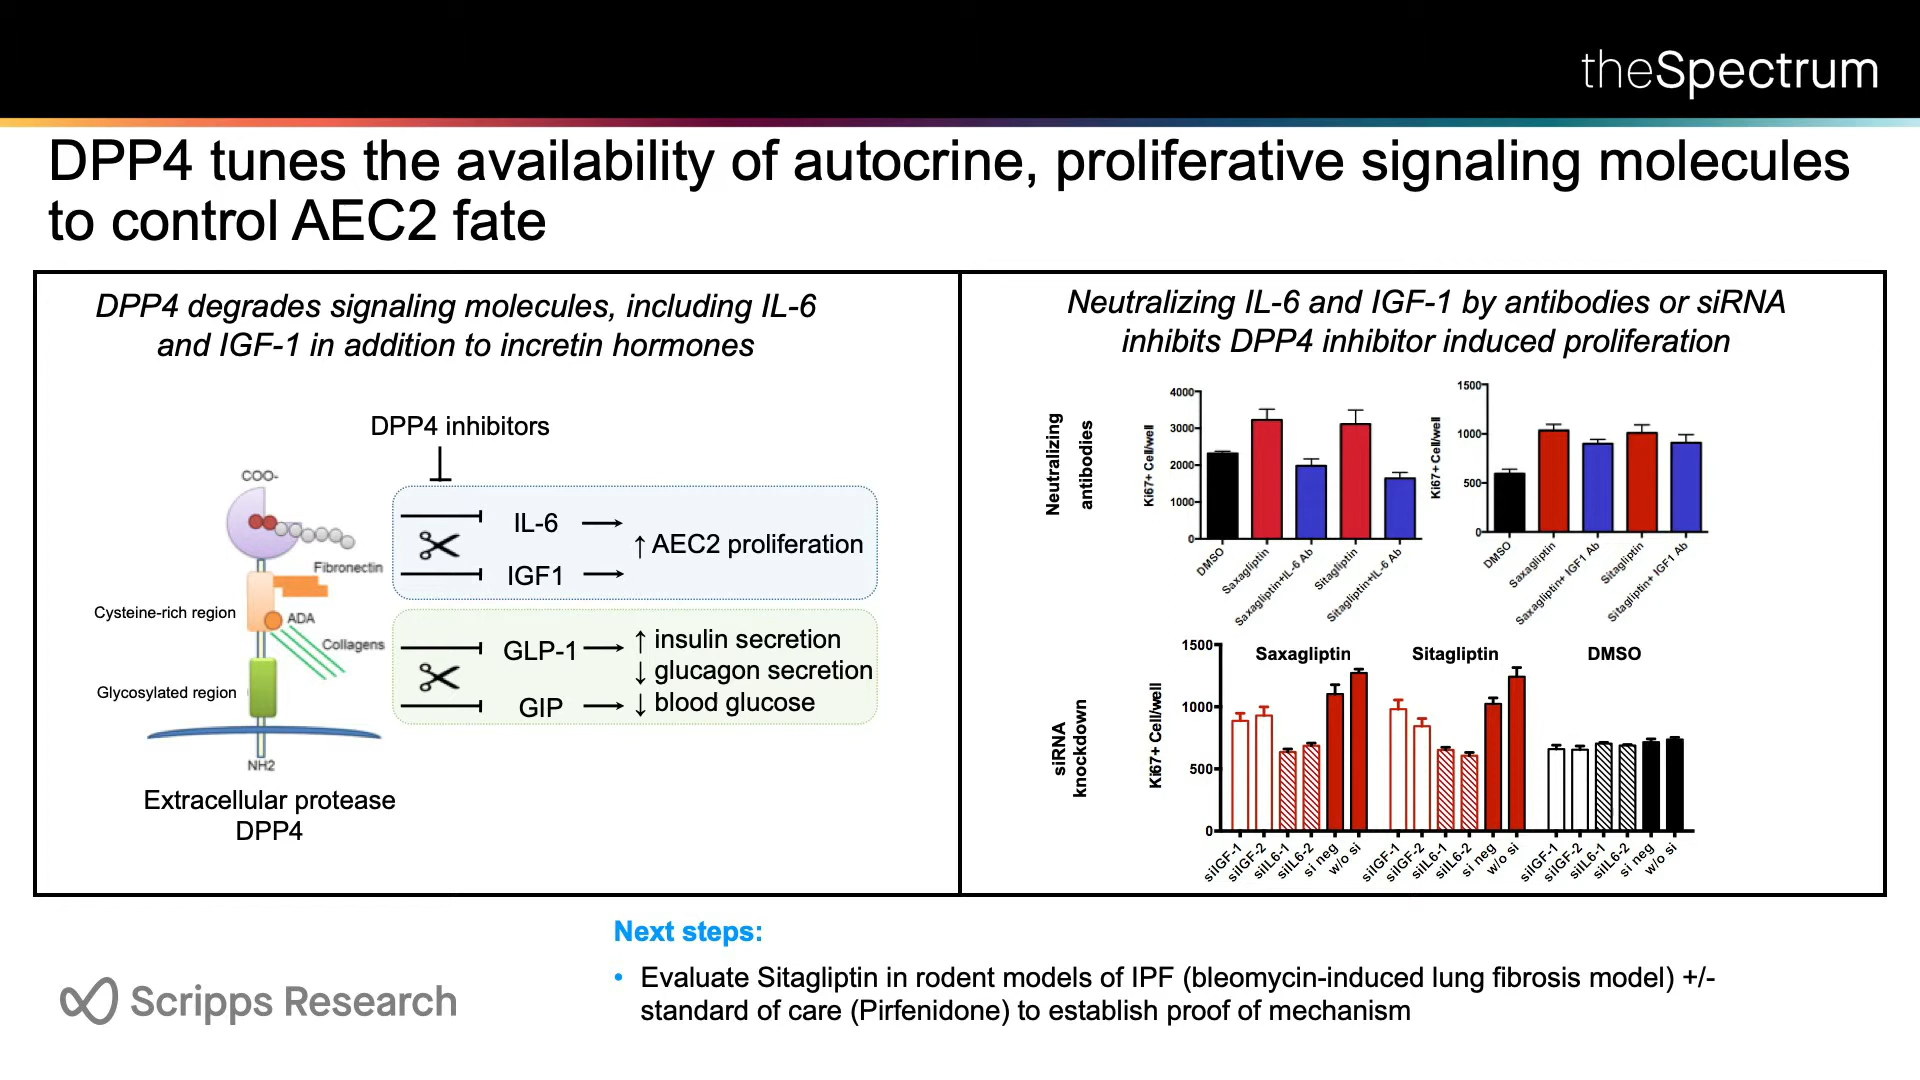 theSpectrum
DPP4 tunes the availability of autocrine, proliferative signaling molecules
to control AEC2 fate
DPP4 degrades signaling molecules, including IL-6
and IGF-1 in addition to incretin hormones
DPP4 inhibitors
COO-
Fibronectin
Cysteine-rich region
ADA
Collagens
Glycosylated region
NH2
Extracellular protease
DPP4
IL-6
IGF1
↑ AEC2 proliferation
GLP-1
GIP
↑ insulin secretion
↓ glucagon secretion
↓ blood glucose
Neutralizing IL-6 and IGF-1 by antibodies or siRNA
inhibits DPP4 inhibitor induced proliferation
Neutralizing
antibodies
Ki67+ Cell/well
4000
3000
2000
1000
0
DMSO
Saxagliptin
Saxagliptin+IL-6 Ab
Sitagliptin
Sitagliptin+IL-6 Ab
Ki67+ Cell/well
1500
1000
500
0
DMSO
Saxagliptin
Saxagliptin+ IGF1 Ab
Sitagliptin
Sitagliptin+ IGF1 Ab
siRNA
knockdown
Ki67+ Cell/well
1500
1000
500
0
Saxagliptin
Sitagliptin
DMSO
siIGF-1
siIGF-2
siIL6-1
siIL6-2
si neg
w/o si
siIGF-1
siIGF-2
siIL6-1
siIL6-2
si neg
w/o si
siIGF-1
siIGF-2
siIL6-1
siIL6-2
si neg
w/o si
Next steps:
• Evaluate Sitagliptin in rodent models of IPF (bleomycin-induced lung fibrosis model) +/-
standard of care (Pirfenidone) to establish proof of mechanism
Scripps Research